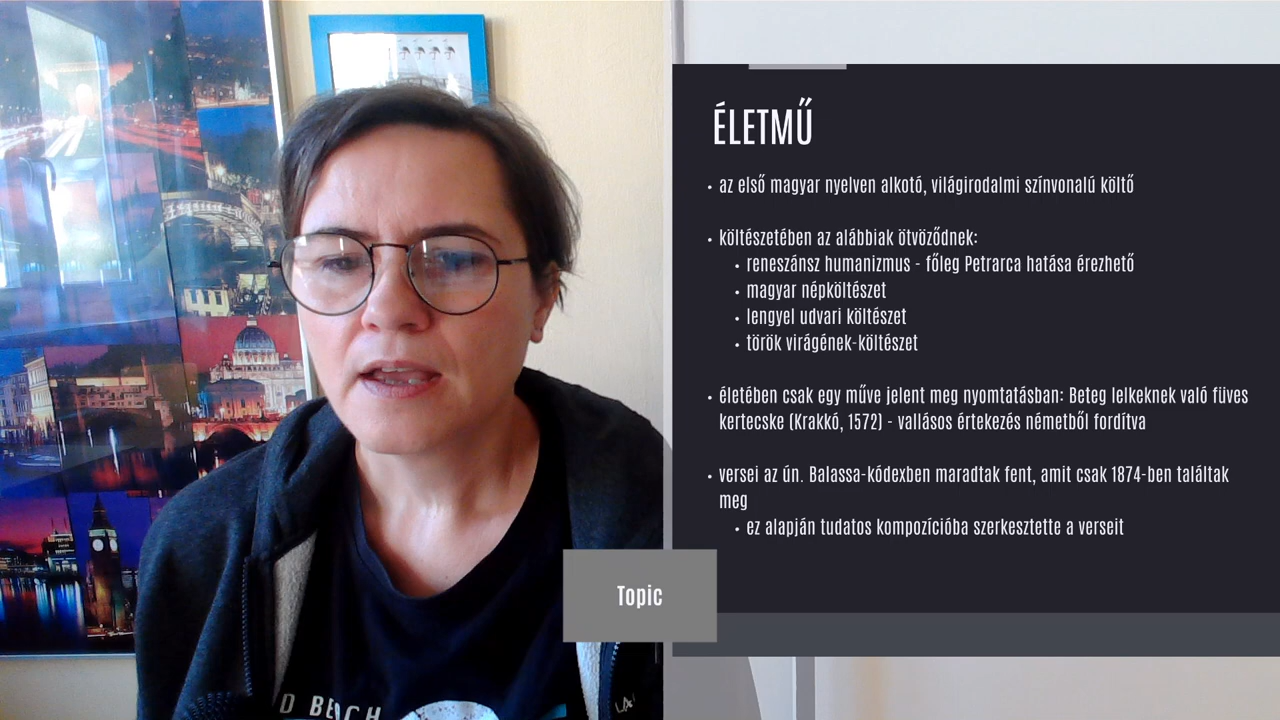 ÉLETMŰ
• az első magyar nyelven alkotó, világirodalmi színvonalú költő
• költészetében az alábbiak ötvöződnek:
• reneszánsz humanizmus - főleg Petrarca hatása érezhető
• magyar népköltészet
• lengyel udvari költészet
• török virágének-költészet
• életében csak egy műve jelent meg nyomtatásban: Beteg lelkeknek való füves
kertecske (Krakkó, 1572) - vallásos értekezés németből fordítva
• versei az ún. Balassa-kódexben maradtak fent, amit csak 1874-ben találtak
meg
• ez alapján tudatos kompozícióba szerkesztette a verseit
Topic